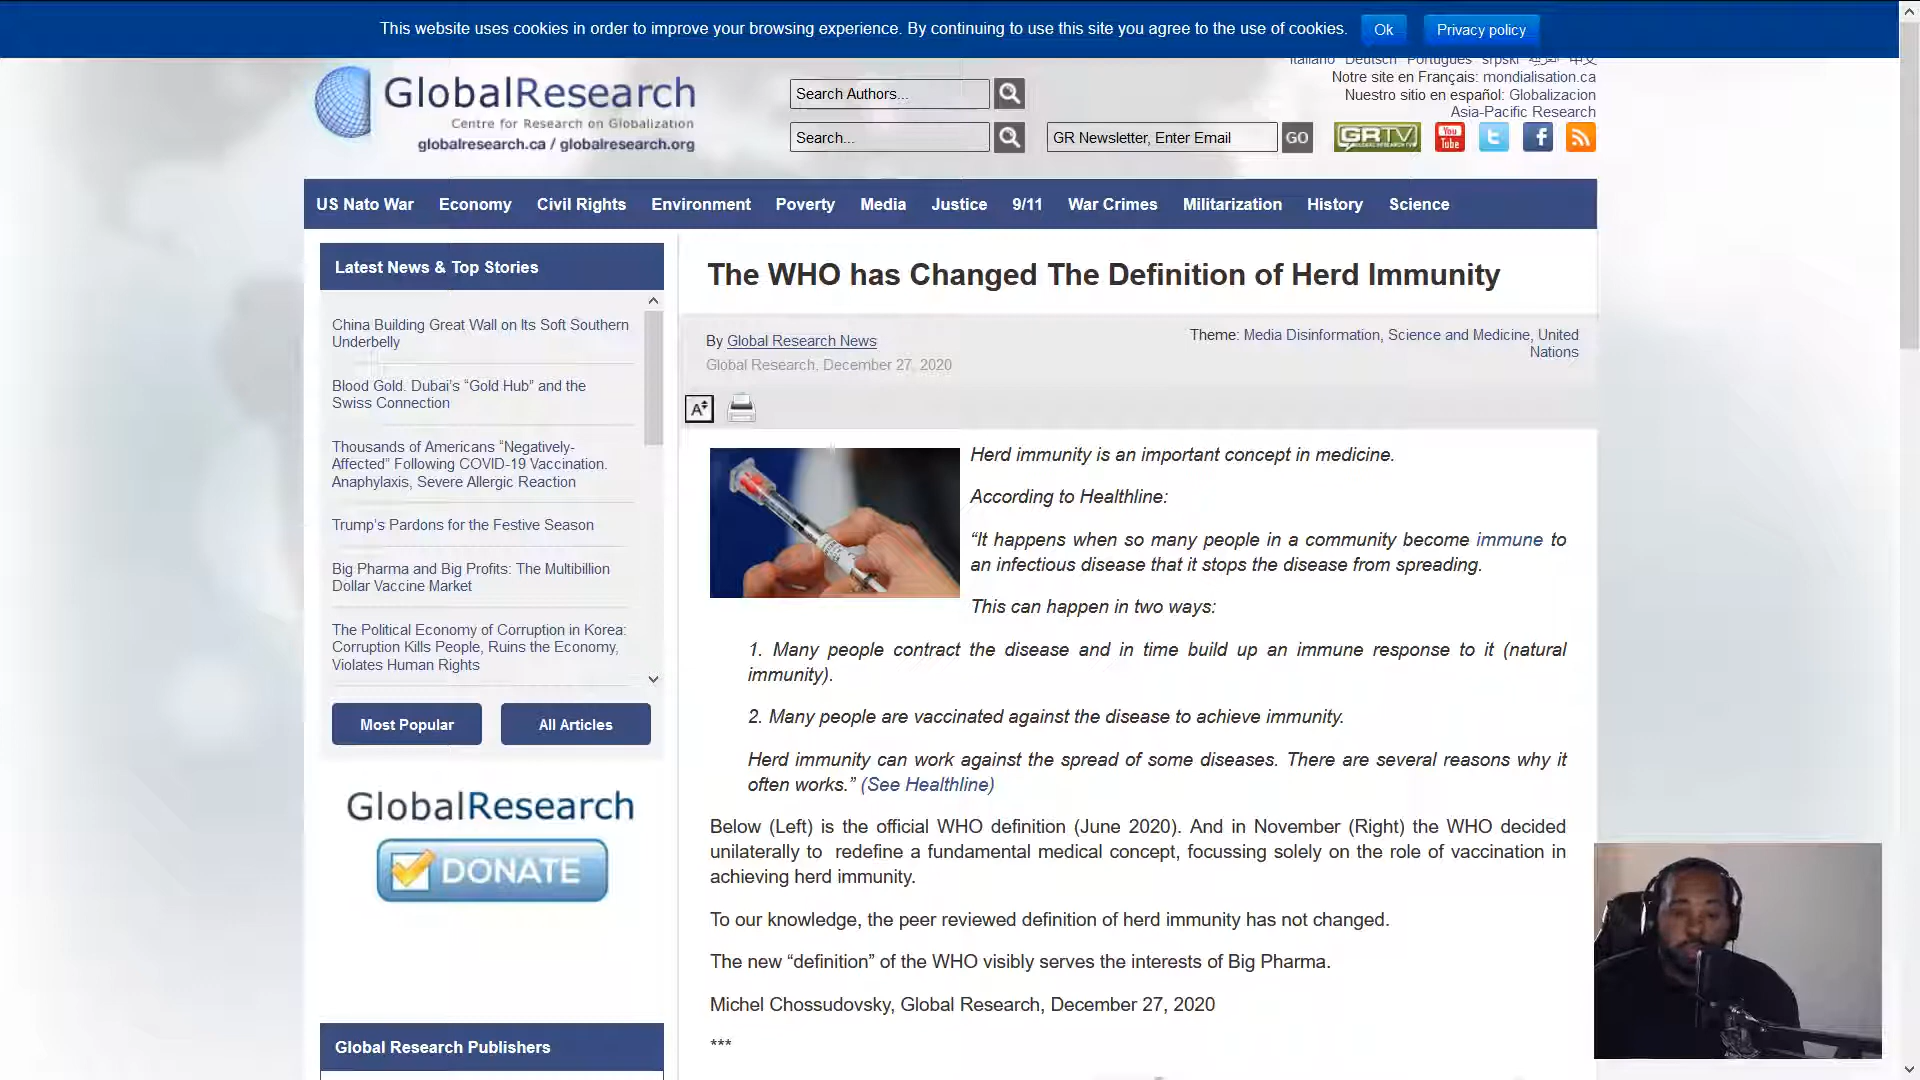 This website uses cookies in order to improve your browsing experience. By continuing to use this site you agree to the use of cookies.
Ok
Privacy policy
Italiano Deutsch Português srpski 中文
GlobalResearch
Centre for Research on Globalization
globalresearch.ca / globalresearch.org
Search Authors...
Search...
GR Newsletter, Enter Email
GO
Notre site en Français: mondialisation.ca
Nuestro sitio en español: Globalizacion
Asia-Pacific Research
GRTV
You
Tube
US Nato War
Economy
Civil Rights
Environment
Poverty
Media
Justice
9/11
War Crimes
Militarization
History
Science
Latest News & Top Stories
China Building Great Wall on Its Soft Southern
Underbelly
Blood Gold. Dubai’s “Gold Hub” and the
Swiss Connection
Thousands of Americans “Negatively-
Affected” Following COVID-19 Vaccination.
Anaphylaxis, Severe Allergic Reaction
Trump’s Pardons for the Festive Season
Big Pharma and Big Profits: The Multibillion
Dollar Vaccine Market
The Political Economy of Corruption in Korea:
Corruption Kills People, Ruins the Economy,
Violates Human Rights
Most Popular
All Articles
GlobalResearch
DONATE
Global Research Publishers
The WHO has Changed The Definition of Herd Immunity
By Global Research News
Global Research, December 27, 2020
Theme: Media Disinformation, Science and Medicine, United
Nations
Herd immunity is an important concept in medicine.
According to Healthline:
“It happens when so many people in a community become immune to
an infectious disease that it stops the disease from spreading.
This can happen in two ways:
1. Many people contract the disease and in time build up an immune response to it (natural
immunity).
2. Many people are vaccinated against the disease to achieve immunity.
Herd immunity can work against the spread of some diseases. There are several reasons why it
often works.” (See Healthline)
Below (Left) is the official WHO definition (June 2020). And in November (Right) the WHO decided
unilaterally to redefine a fundamental medical concept, focussing solely on the role of vaccination in
achieving herd immunity.
To our knowledge, the peer reviewed definition of herd immunity has not changed.
The new “definition” of the WHO visibly serves the interests of Big Pharma.
Michel Chossudovsky, Global Research, December 27, 2020
***